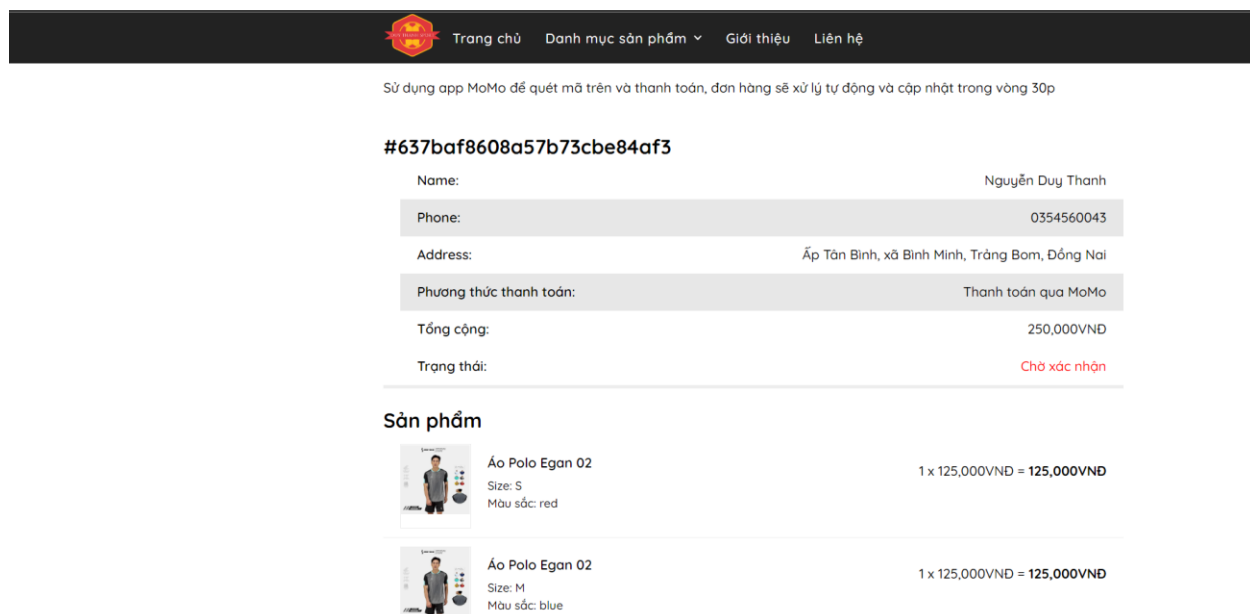 Trang chủ Danh mục sản phẩm Giới thiệu Liên hệ
Sử dụng app MoMo để quét mã trên và thanh toán, đơn hàng sẽ xử lý tự động và cập nhật trong vòng 30p
#637baf8608a57b73cbe84af3
Name: Nguyễn Duy Thanh
Phone: 0354560043
Address: Ấp Tân Bình, xã Bình Minh, Trảng Bom, Đồng Nai
Phương thức thanh toán: Thanh toán qua MoMo
Tổng cộng: 250,000VNĐ
Trạng thái: Chờ xác nhận
Sản phẩm
Áo Polo Egan 02
1 x 125,000VNĐ = 125,000VNĐ
Size: S
Màu sắc: red
Áo Polo Egan 02
1 x 125,000VNĐ = 125,000VNĐ
Size: M
Màu sắc: blue